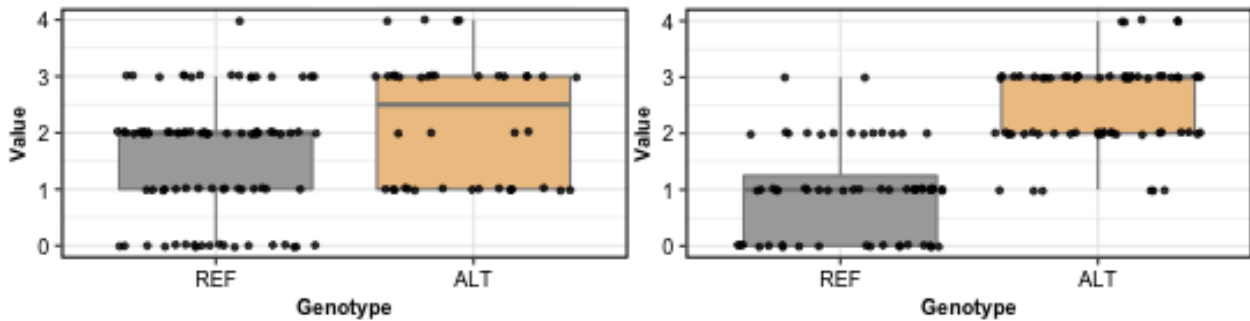 4
3
2
1
0
Value
REF
ALT
Genotype
4
3
2
1
0
Value
REF
ALT
Genotype